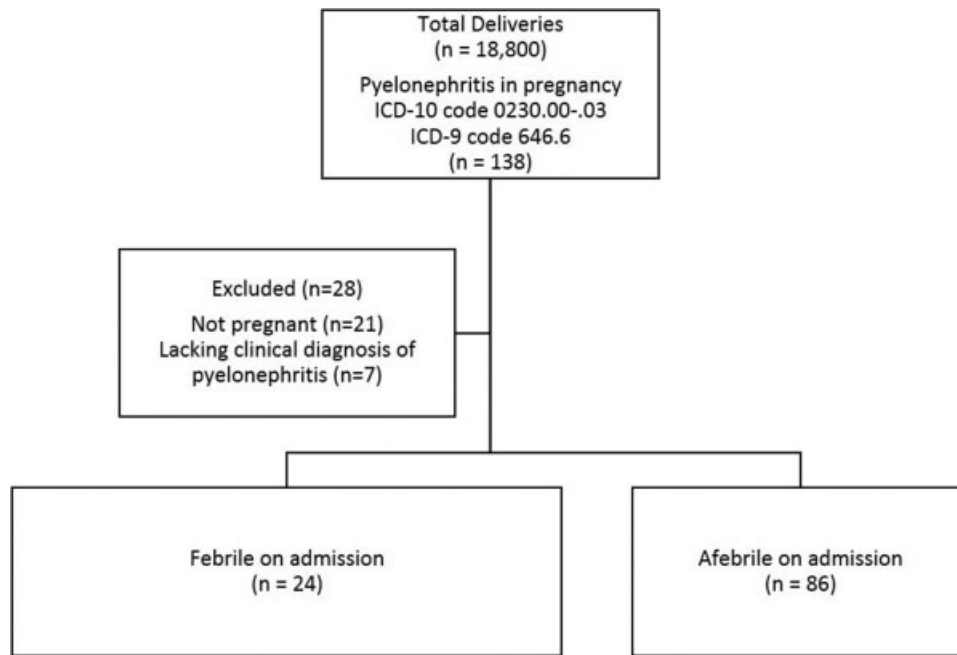 Total Deliveries
(n = 18,800)
Pyelonephritis in pregnancy
ICD-10 code 0230.00-.03
ICD-9 code 646.6
(n = 138)
Excluded (n=28)
Not pregnant (n=21)
Lacking clinical diagnosis of
pyelonephritis (n=7)
Febrile on admission
(n = 24)
Afebrile on admission
(n = 86)